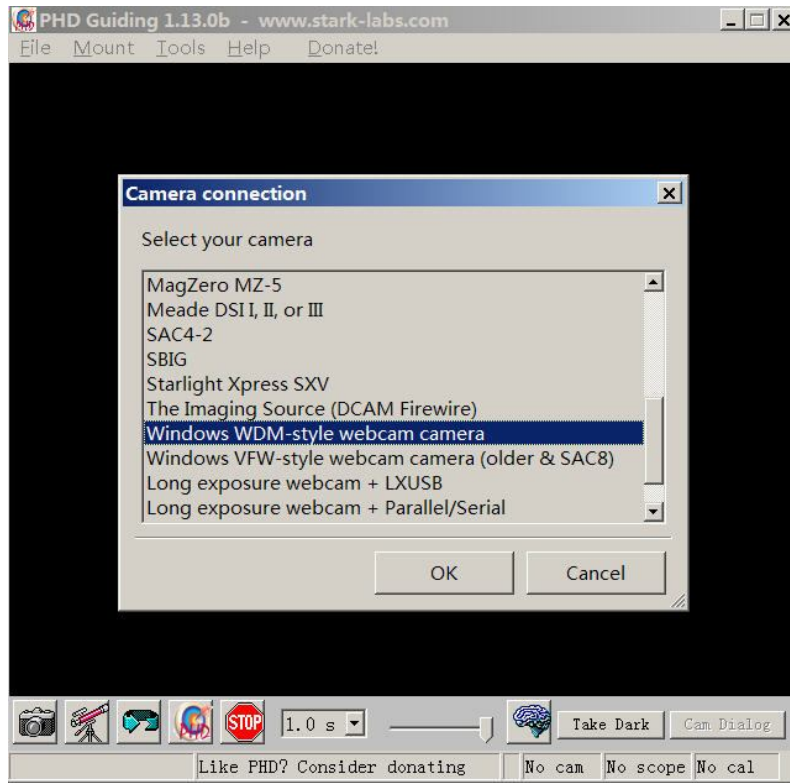 PHD Guiding 1.13.0b - www.stark-labs.com
File Mount Tools Help Donate!
Camera connection
Select your camera
MagZero MZ-5
Meade DSI I, II, or III
SAC4-2
SBIG
Starlight Xpress SXV
The Imaging Source (DCAM Firewire)
Windows WDM-style webcam camera
Windows VFW-style webcam camera (older & SAC8)
Long exposure webcam + LXUSB
Long exposure webcam + Parallel/Serial
OK Cancel
STOP 1.0 s Take Dark Cam Dialog
Like PHD? Consider donating No cam No scope No cal